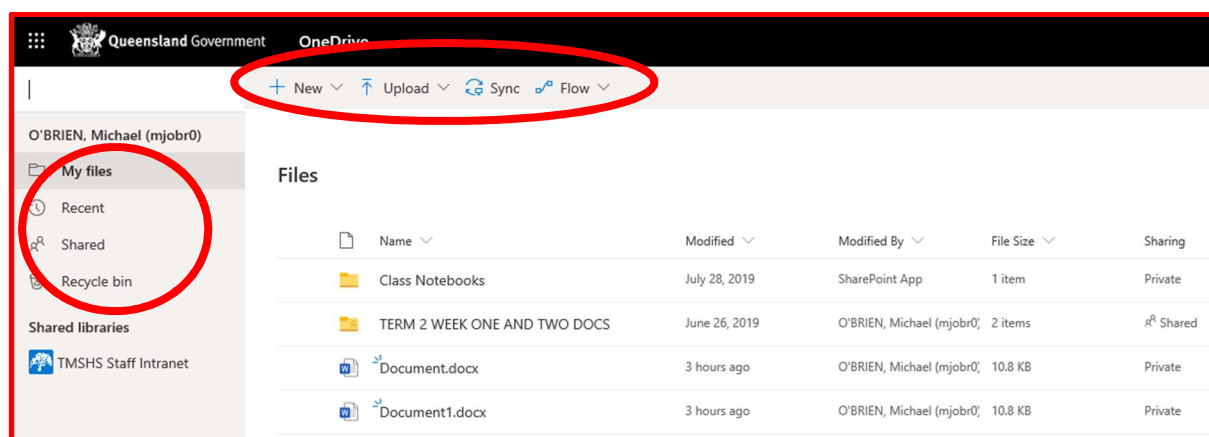 Queensland Government OneDrive
New Upload Sync Flow
O'BRIEN, Michael (mjobr0)
My files
Recent
Shared
Recycle bin
Shared libraries
TMSHS Staff Intranet
Files
Name Modified Modified By File Size Sharing
Class Notebooks July 28, 2019 SharePoint App 1 item Private
TERM 2 WEEK ONE AND TWO DOCS June 26, 2019 O'BRIEN, Michael (mjobr0) 2 items Shared
Document.docx 3 hours ago O'BRIEN, Michael (mjobr0) 10.8 KB Private
Document1.docx 3 hours ago O'BRIEN, Michael (mjobr0) 10.8 KB Private